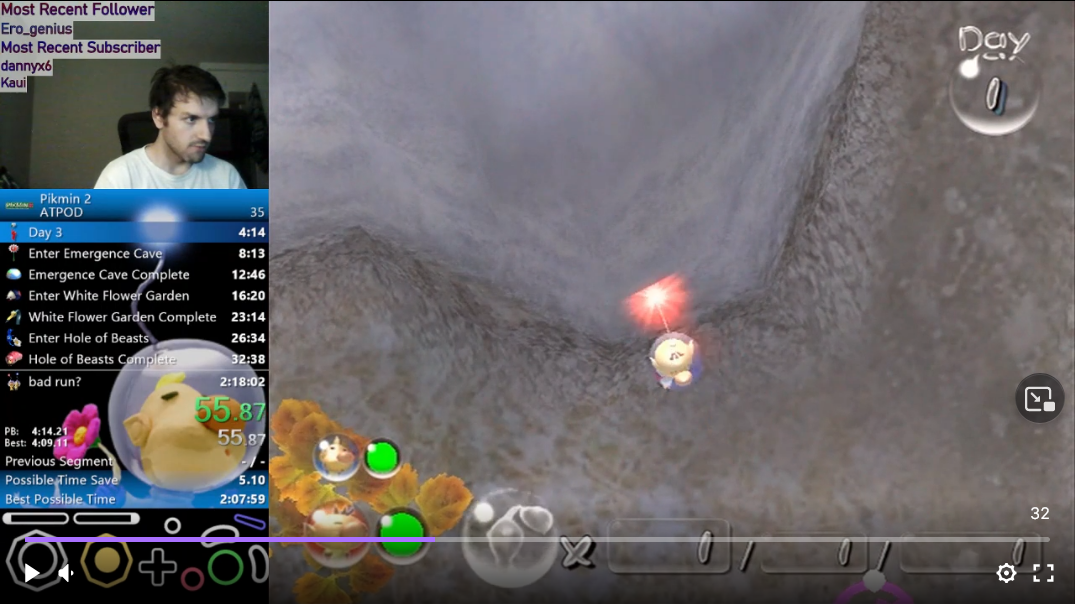 Most Recent Follower
Ero_genius
Most Recent Subscriber
dannyx6
Kaui
Day
1
Pikmin 2
ATPOD 35
Day 3 4:14
Enter Emergence Cave 8:13
Emergence Cave Complete 12:46
Enter White Flower Garden 16:20
White Flower Garden Complete 23:14
Enter Hole of Beasts 26:34
Hole of Beasts Complete 32:38
bad run? 2:18:02
55.87
PB: 4:14.21
55.87
Best: 4:09.11
Previous Segment - / -
Possible Time Save 5.10
Best Possible Time 2:07:59
x 0 / 0 / 0
32